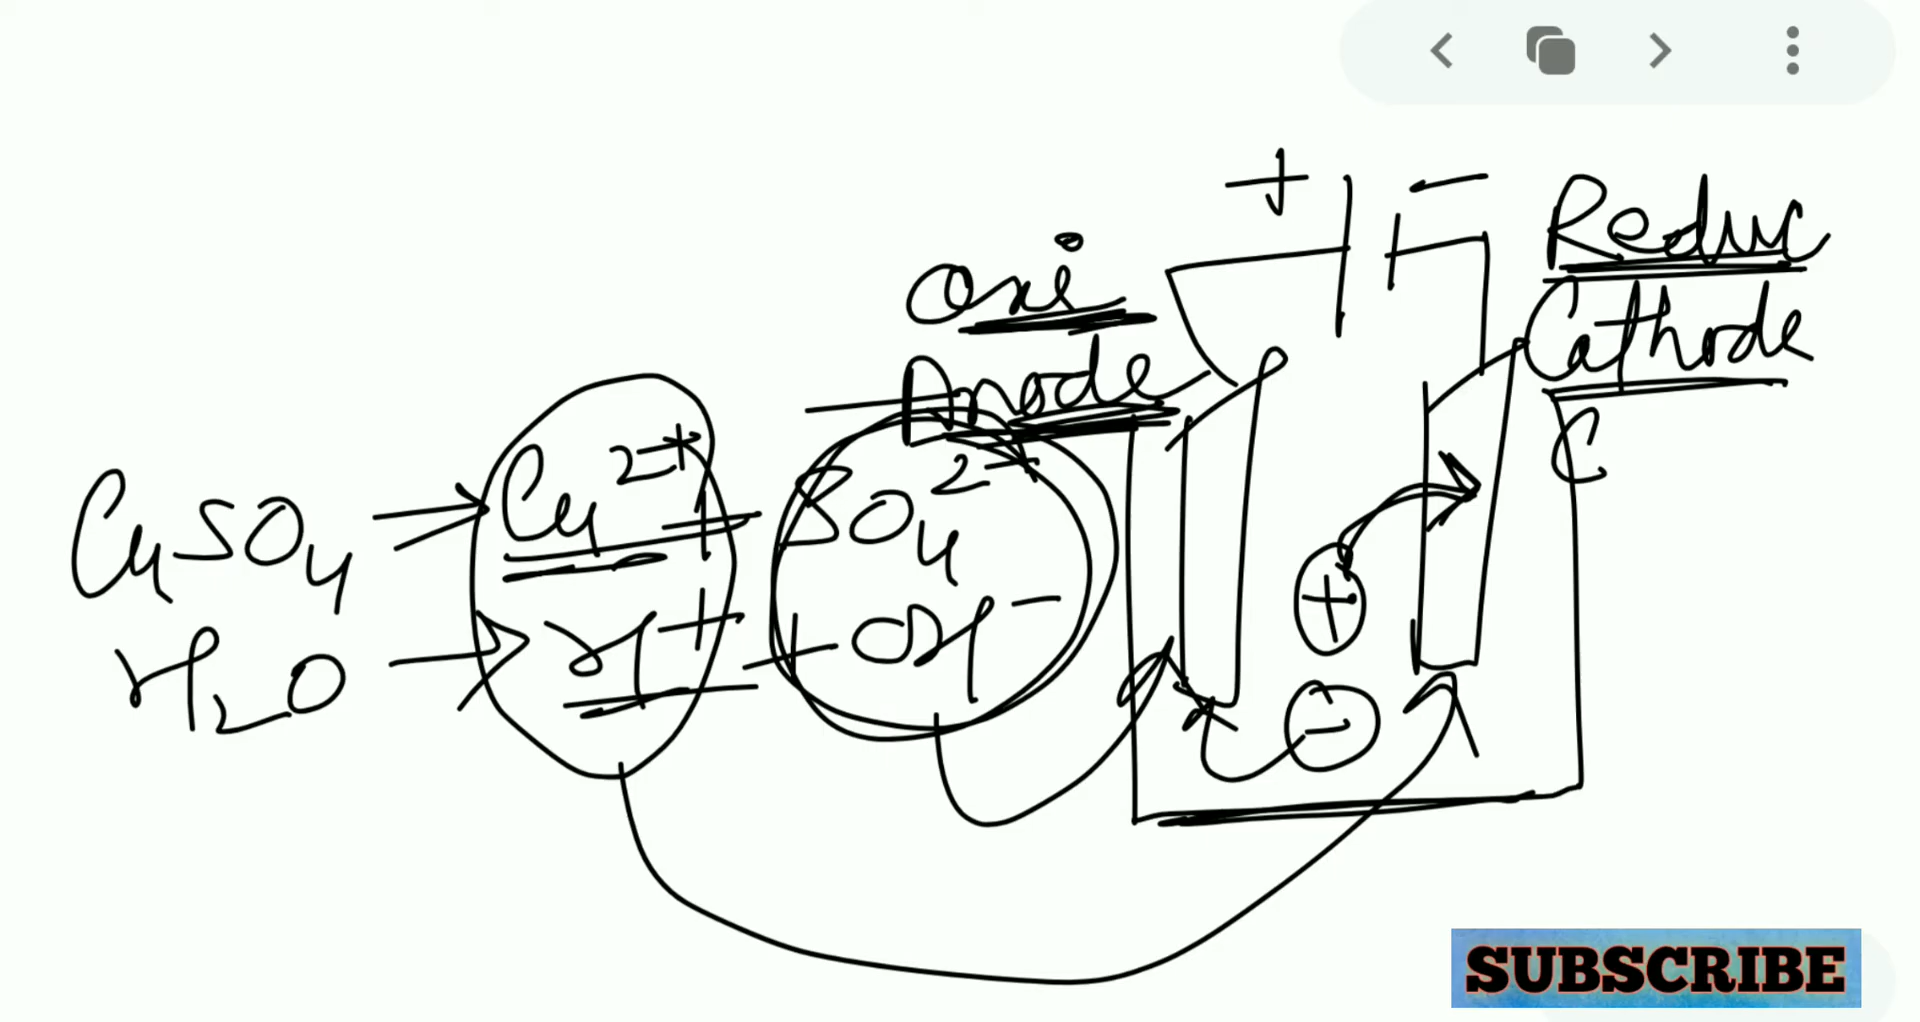 + -
Reduc
Oxi
Cathode
Anode
C
CuSO4 → Cu2+ + SO4 2-
H2O → H+ + OH-
+
-
SUBSCRIBE